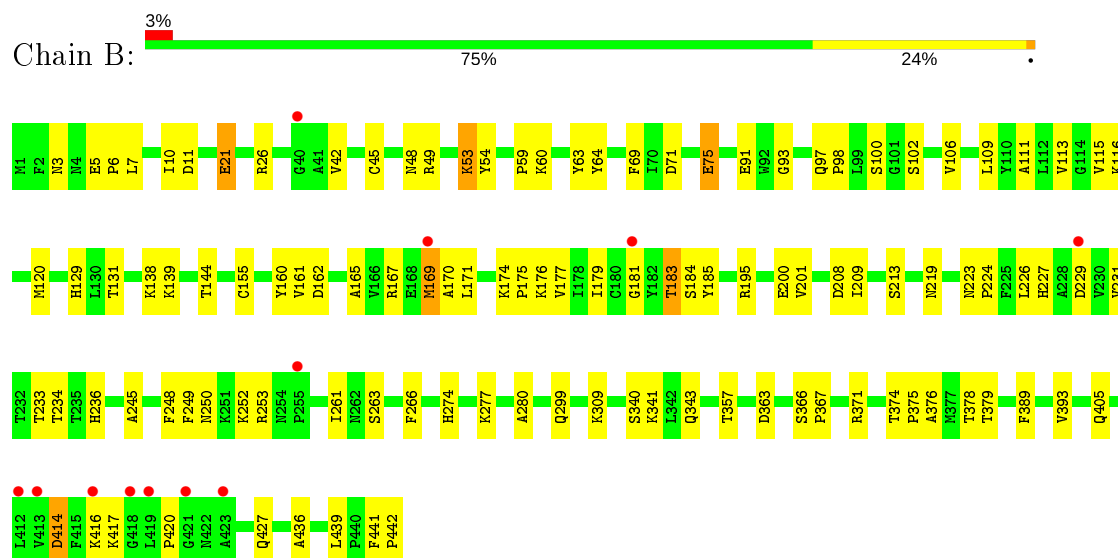 3%
Chain B:
75%
24%
•
M1 F2 N3 N4 E5 P6 L7 I10 D11 E21 R26 G40 A41 V42 C45 N48 R49 K53 Y54 P59 K60 Y63 Y64 F69 I70 D71 E75 E91 W92 G93 Q97 P98 L99 S100 G101 S102 V106 L109 Y110 A111 L112 V113 G114 V115 K116
M120 H129 L130 T131 K138 K139 T144 C155 Y160 V161 D162 A165 V166 R167 E168 M169 A170 L171 K174 P175 K176 V177 I178 I179 C180 G181 Y182 T183 S184 Y185 R195 E200 V201 D208 I209 S213 N219 N223 P224 F225 L226 H227 A228 D229 V230
T232 T233 T234 T235 H236 A245 F248 F249 N250 K251 K252 R253 N254 P255 I261 N262 S263 F266 H274 K277 A280 Q299 K309 S340 K341 L342 Q343 T357 D363 S366 P367 R371 T374 P375 A376 M377 T378 T379 F389 V393 Q405
L412 V413 D414 F415 K416 K417 G418 L419 P420 G421 N422 A423 Q427 A436 L439 P440 F441 P442